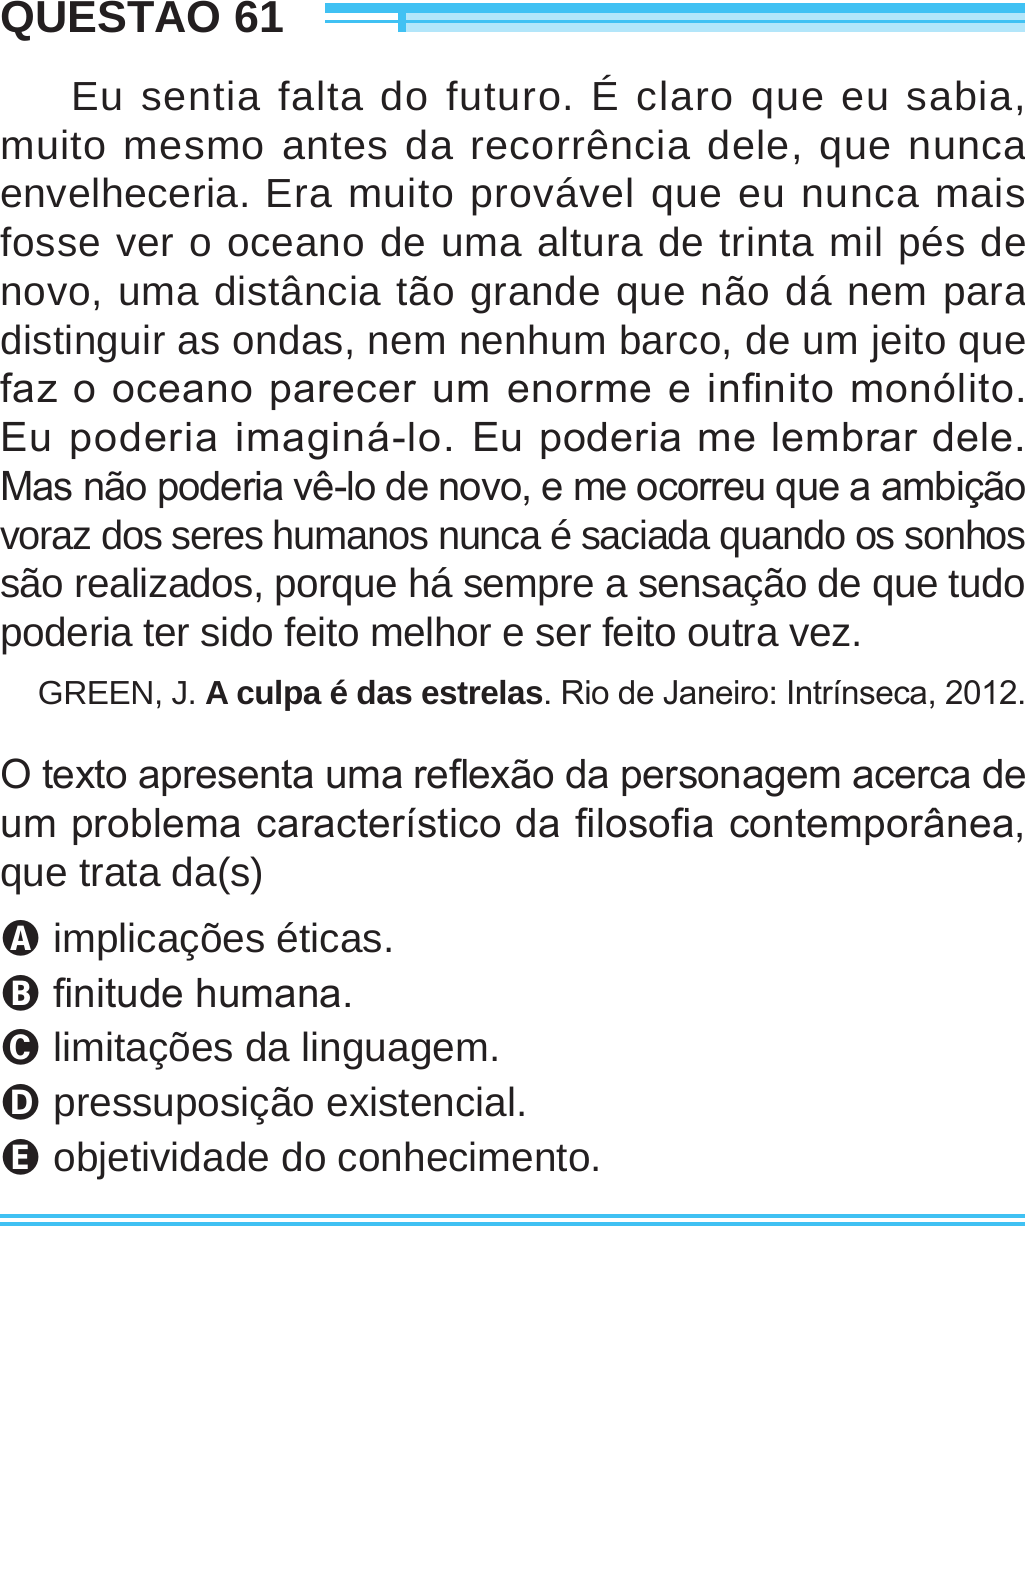 QUESTÃO 61
Eu sentia falta do futuro. É claro que eu sabia,
muito mesmo antes da recorrência dele, que nunca
envelheceria. Era muito provável que eu nunca mais
fosse ver o oceano de uma altura de trinta mil pés de
novo, uma distância tão grande que não dá nem para
distinguir as ondas, nem nenhum barco, de um jeito que
faz o oceano parecer um enorme e infinito monólito.
Eu poderia imaginá-lo. Eu poderia me lembrar dele.
Mas não poderia vê-lo de novo, e me ocorreu que a ambição
voraz dos seres humanos nunca é saciada quando os sonhos
são realizados, porque há sempre a sensação de que tudo
poderia ter sido feito melhor e ser feito outra vez.
GREEN, J. A culpa é das estrelas. Rio de Janeiro: Intrínseca, 2012.
O texto apresenta uma reflexão da personagem acerca de
um problema característico da filosofia contemporânea,
que trata da(s)
A implicações éticas.
B finitude humana.
C limitações da linguagem.
D pressuposição existencial.
E objetividade do conhecimento.